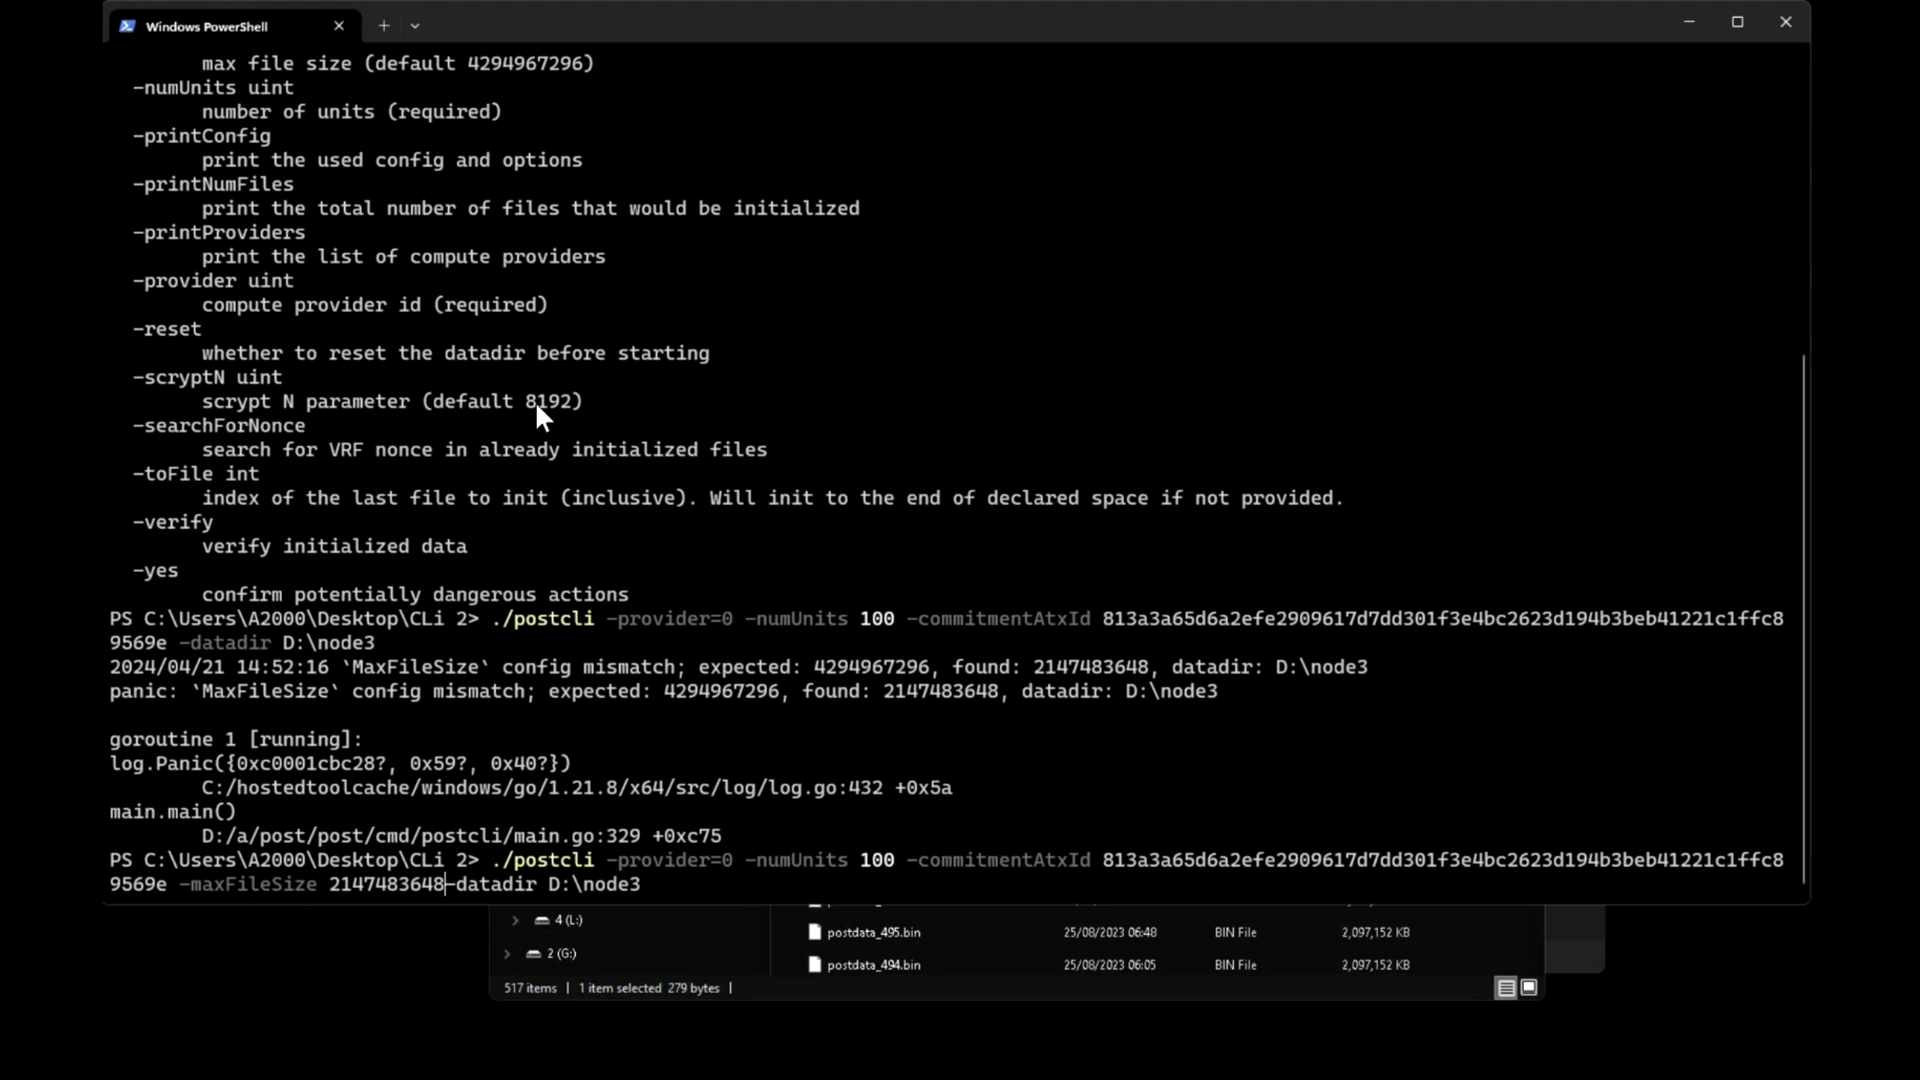 Windows PowerShell
max file size (default 4294967296)
-numUnits uint
number of units (required)
-printConfig
print the used config and options
-printNumFiles
print the total number of files that would be initialized
-printProviders
print the list of compute providers
-provider uint
compute provider id (required)
-reset
whether to reset the datadir before starting
-scryptN uint
scrypt N parameter (default 8192)
-searchForNonce
search for VRF nonce in already initialized files
-toFile int
index of the last file to init (inclusive). Will init to the end of declared space if not provided.
-verify
verify initialized data
-yes
confirm potentially dangerous actions
PS C:\Users\A2000\Desktop\CLi 2> ./postcli -provider=0 -numUnits 100 -commitmentAtxId 813a3a65d6a2efe2909617d7dd301f3e4bc2623d194b3beb41221c1ffc8
9569e -datadir D:\node3
2024/04/21 14:52:16 `MaxFileSize` config mismatch; expected: 4294967296, found: 2147483648, datadir: D:\node3
panic: `MaxFileSize` config mismatch; expected: 4294967296, found: 2147483648, datadir: D:\node3
goroutine 1 [running]:
log.Panic({0xc0001cbc28?, 0x59?, 0x40?})
C:/hostedtoolcache/windows/go/1.21.8/x64/src/log/log.go:432 +0x5a
main.main()
D:/a/post/post/cmd/postcli/main.go:329 +0xc75
PS C:\Users\A2000\Desktop\CLi 2> ./postcli -provider=0 -numUnits 100 -commitmentAtxId 813a3a65d6a2efe2909617d7dd301f3e4bc2623d194b3beb41221c1ffc8
9569e -maxFileSize 2147483648-datadir D:\node3
4 (L:)
postdata_495.bin 25/08/2023 06:48 BIN File 2,097,152 KB
2 (G:)
postdata_494.bin 25/08/2023 06:05 BIN File 2,097,152 KB
517 items | 1 item selected 279 bytes |